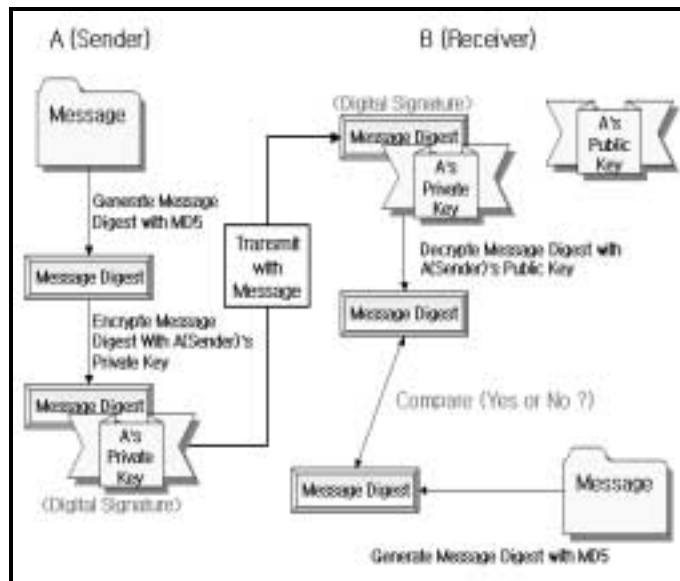 A (Sender)
Message
Generate Message
Digest with MD5
Message Digest
Encrypte Message
Digest With A(Sender)'s
Private Key
Message Digest
A's
Private
Key
(Digital Signature)
Transmit
with
Message
B (Receiver)
(Digital Signature)
Message Digest
A's
Private
Key
A's
Public
Key
Decrypte Message Digest with
A(Sender)'s Public Key
Message Digest
Compare (Yes or No ?)
Message Digest
Message
Generate Message Digest with MD5